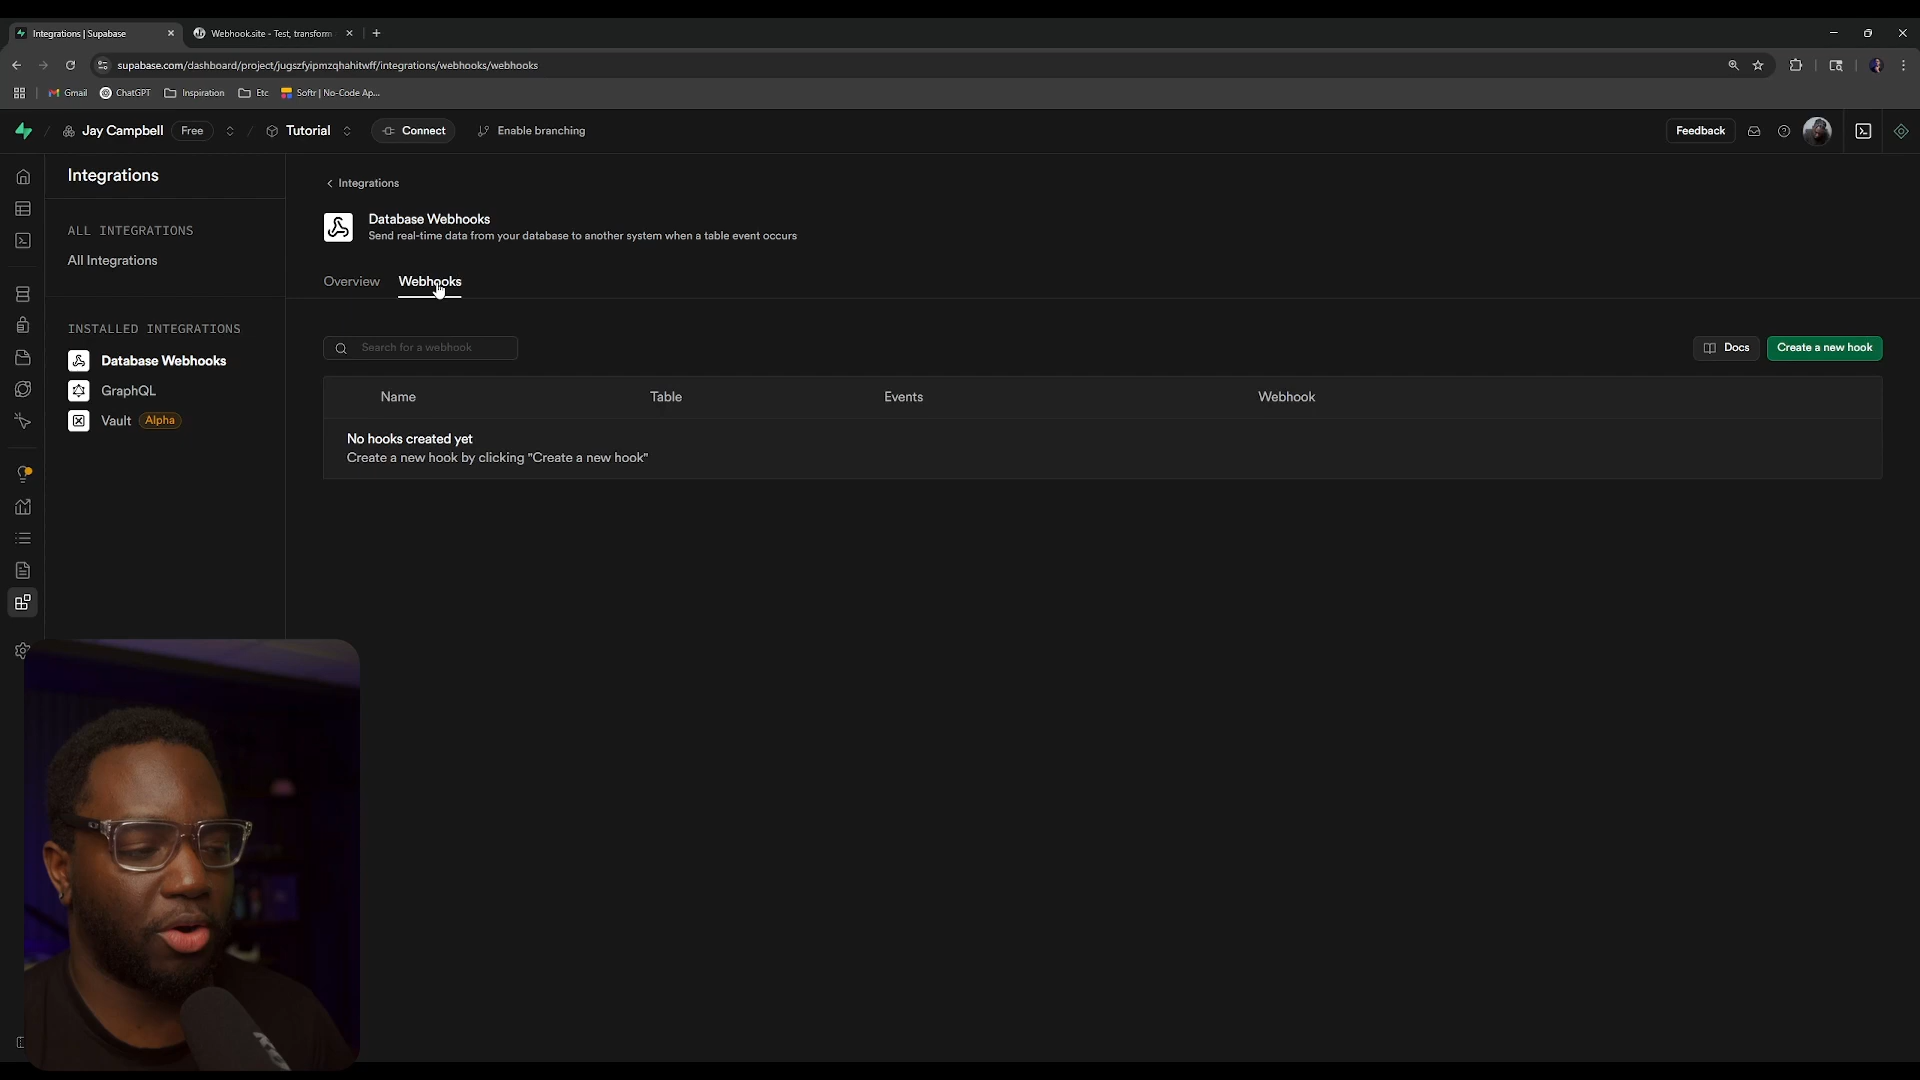 Integrations | Supabase
Webhook.site - Test, transform
supabase.com/dashboard/project/jugszfyipmzqhahitwff/integrations/webhooks/webhooks
Gmail
ChatGPT
Inspiration
Etc
Softr | No-Code Ap...
/ Jay Campbell Free / Tutorial Connect Enable branching
Feedback
Integrations
ALL INTEGRATIONS
All Integrations
INSTALLED INTEGRATIONS
Database Webhooks
GraphQL
Vault Alpha
Integrations
Database Webhooks
Send real-time data from your database to another system when a table event occurs
Overview Webhooks
Search for a webhook
Docs Create a new hook
Name Table Events Webhook
No hooks created yet
Create a new hook by clicking "Create a new hook"